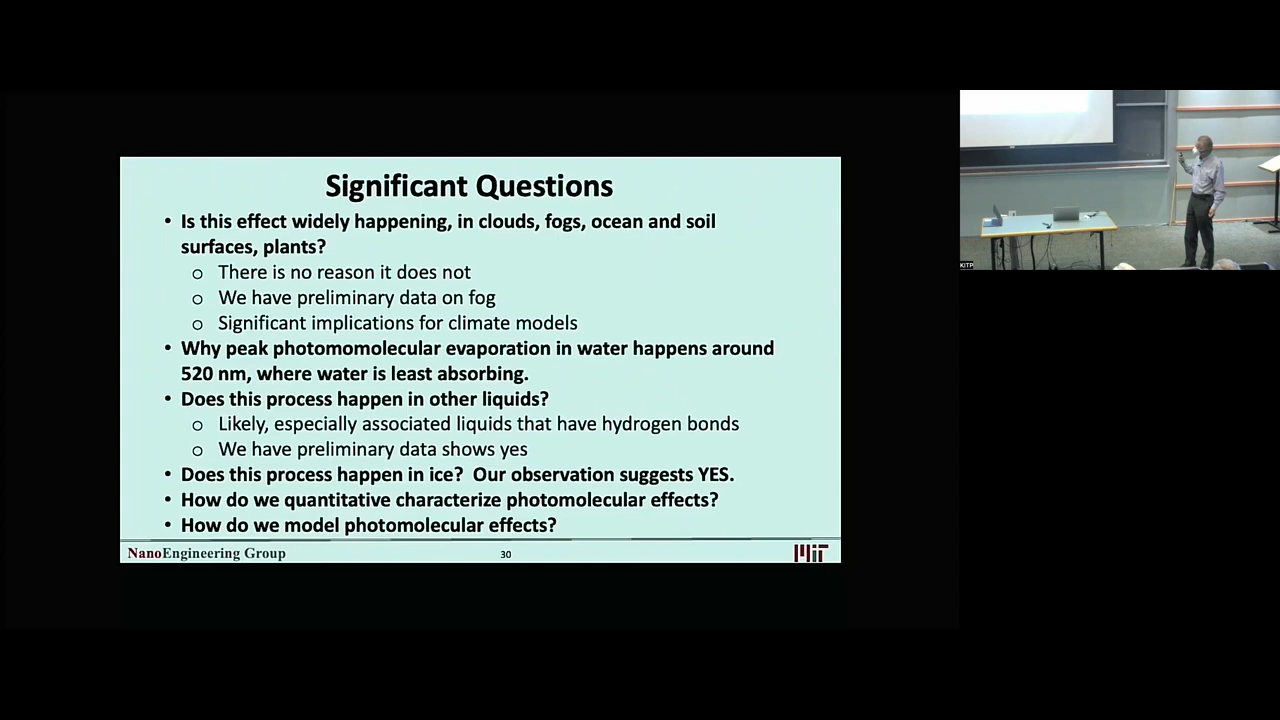 Significant Questions
• Is this effect widely happening, in clouds, fogs, ocean and soil
surfaces, plants?
o There is no reason it does not
o We have preliminary data on fog
o Significant implications for climate models
• Why peak photomomolecular evaporation in water happens around
520 nm, where water is least absorbing.
• Does this process happen in other liquids?
o Likely, especially associated liquids that have hydrogen bonds
o We have preliminary data shows yes
• Does this process happen in ice? Our observation suggests YES.
• How do we quantitative characterize photomolecular effects?
• How do we model photomolecular effects?
NanoEngineering Group
30
MIT
KITP